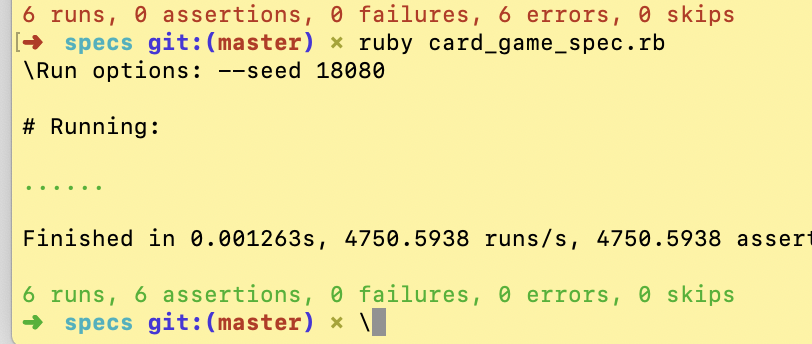 6 runs, 0 assertions, 0 failures, 6 errors, 0 skips
[➜  specs git:(master) × ruby card_game_spec.rb
\Run options: --seed 18080
# Running:
......
Finished in 0.001263s, 4750.5938 runs/s, 4750.5938 assert
6 runs, 6 assertions, 0 failures, 0 errors, 0 skips
➜  specs git:(master) × \